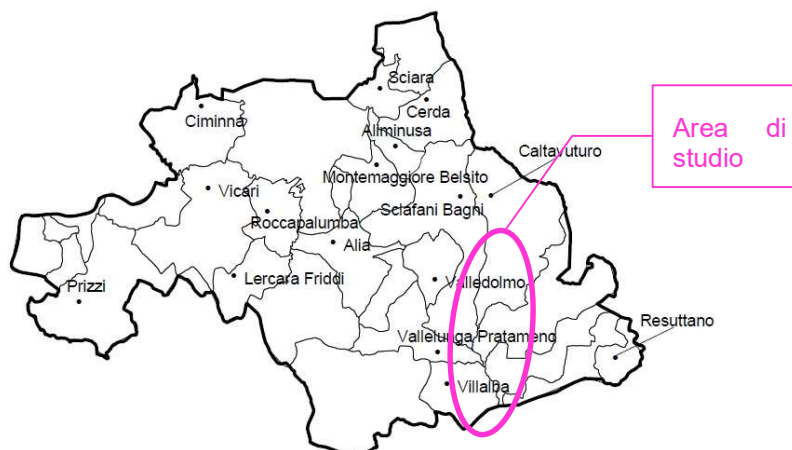 Sciara
Cerda
Ciminna
Aliminusa
Area di
studio
Caltavuturo
Montemaggiore Belsito
Vicari
Sclafani Bagni
Roccapalumba
Alia
Lercara Friddi
Valledolmo
Prizzi
Resuttano
Vallelunga Pratameno
Villalba